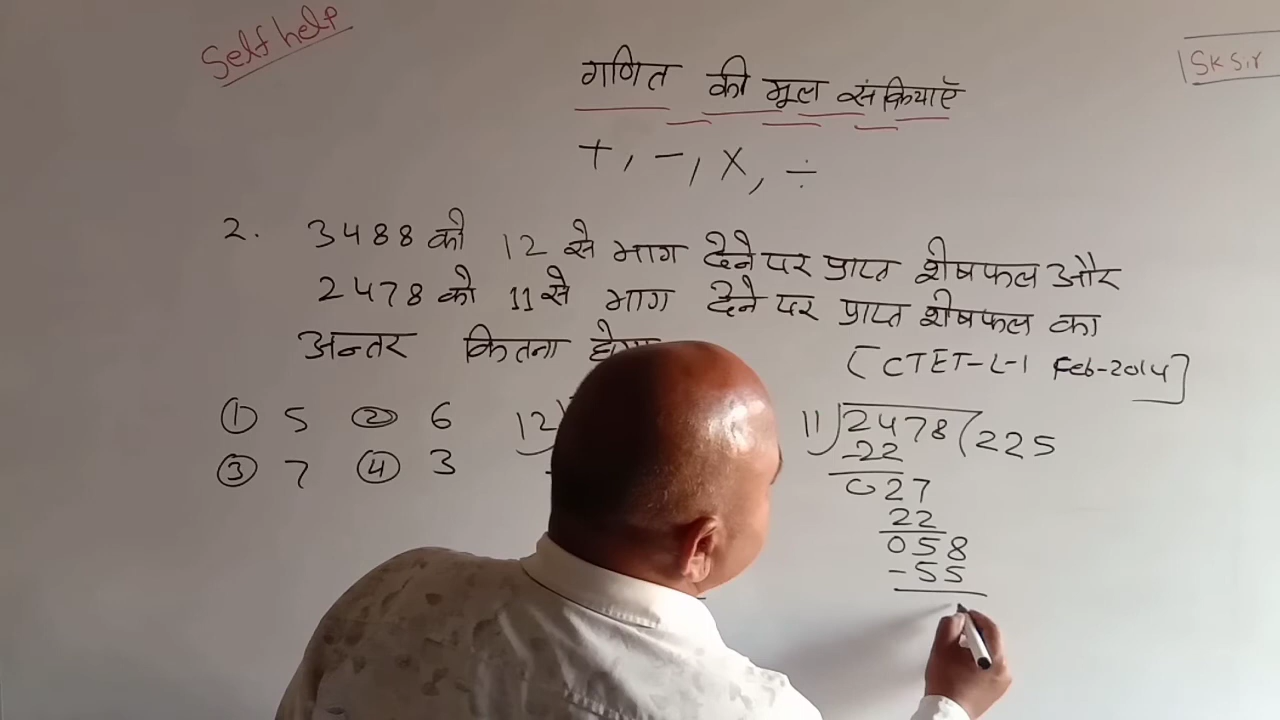 Self help
SK Sir
गणित की मूल संक्रियाएँ
+, -, ×, ÷
2. 3488 को 12 से भाग देने पर प्राप्त शेषफल और
2478 को 11 से भाग देने पर प्राप्त शेषफल का
अन्तर कितना
[CTET-L-1 Feb-2014]
① 5 ② 6
③ 7 ④ 3
12)
11)2478(225
-22
027
22
058
-55